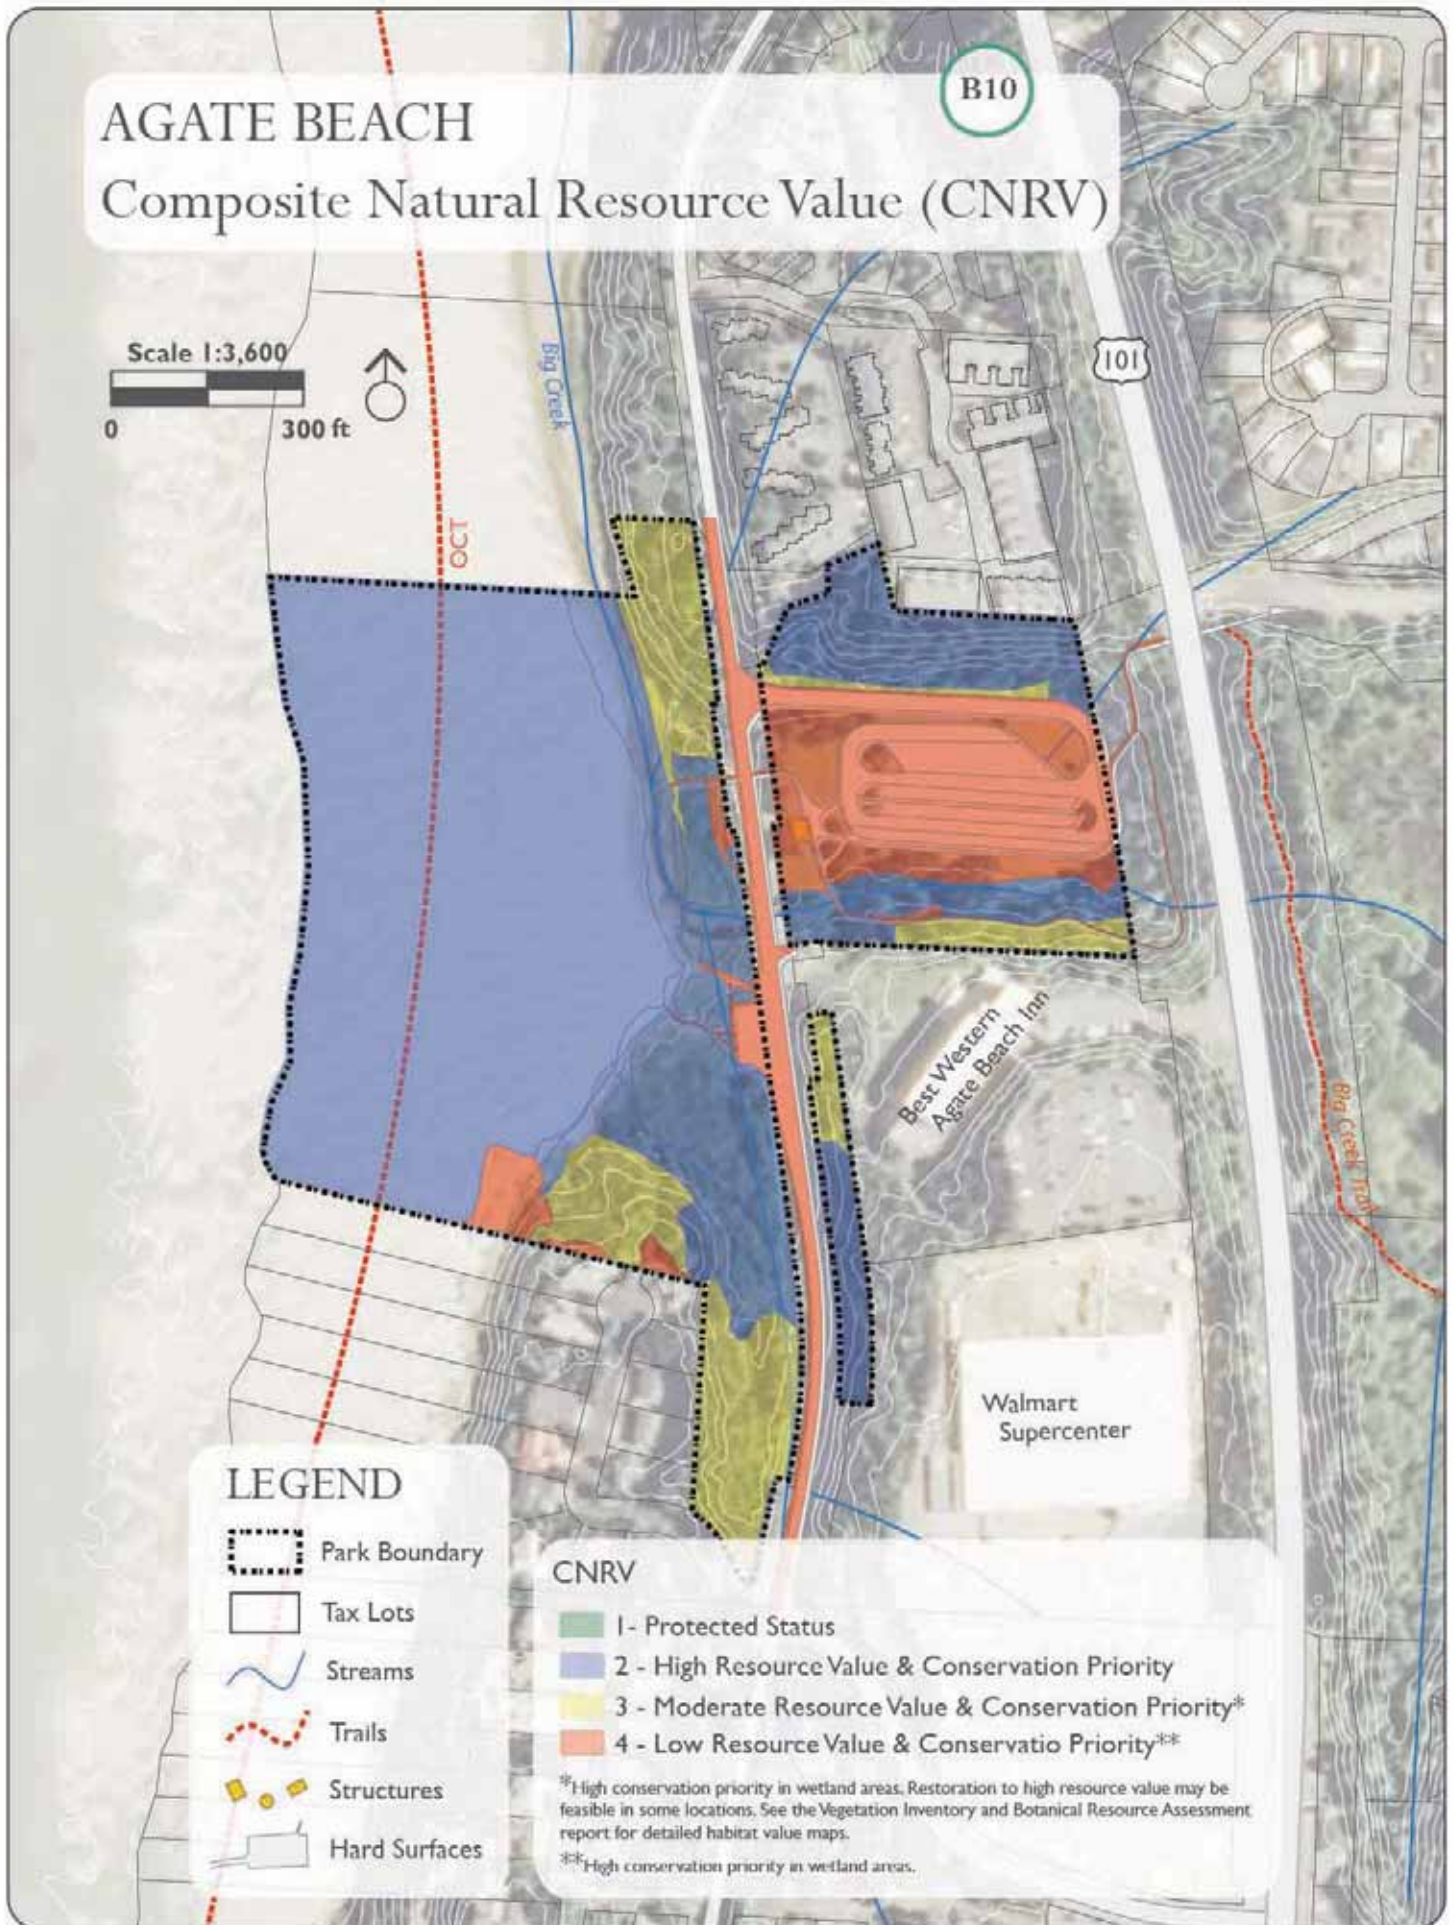 AGATE BEACH
B10
Composite Natural Resource Value (CNRV)
Scale 1:3,600
0 300 ft
Big Creek
101
OCT
Best Western
Agate Beach Inn
Big Creek Trail
Walmart
Supercenter
LEGEND
Park Boundary
Tax Lots
Streams
Trails
Structures
Hard Surfaces
CNRV
1- Protected Status
2 - High Resource Value & Conservation Priority
3 - Moderate Resource Value & Conservation Priority*
4 - Low Resource Value & Conservatio Priority**
*High conservation priority in wetland areas. Restoration to high resource value may be
feasible in some locations. See the Vegetation Inventory and Botanical Resource Assessment
report for detailed habitat value maps.
**High conservation priority in wetland areas.